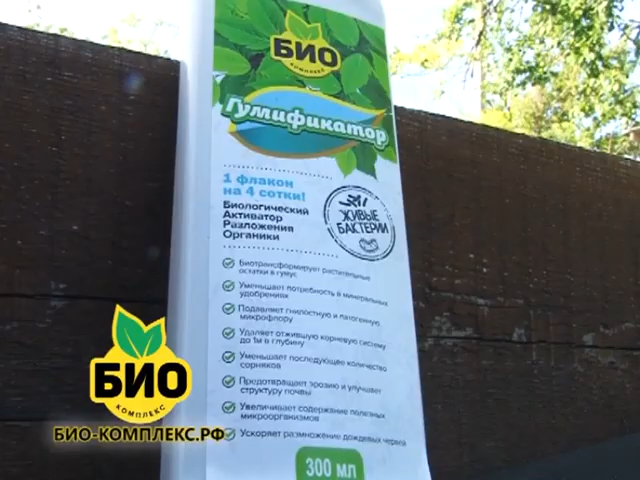 БИО
КОМПЛЕКС
Гумификатор
1 флакон
на 4 сотки!
Биологический
Активатор
Разложения
Органики
ЖИВЫЕ
БАКТЕРИИ
Биотрансформирует растительные
остатки в гумус
Уменьшает потребность в минеральных
удобрениях
Подавляет гнилостную и патогенную
микрофлору
Удаляет отжившую корневую систему
до 1м в глубину
Уменьшает последующее количество
сорняков
Предотвращает эрозию и улучшает
структуру почвы
Увеличивает содержание полезных
микроорганизмов
Ускоряет размножение дождевых червей
300 мл
БИО
КОМПЛЕКС
БИО-КОМПЛЕКС.РФ